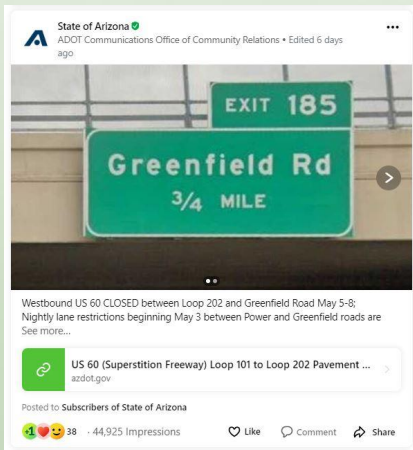 State of Arizona
ADOT Communications Office of Community Relations • Edited 6 days
ago
EXIT 185
Greenfield Rd
3/4 MILE
Westbound US 60 CLOSED between Loop 202 and Greenfield Road May 5-8;
Nightly lane restrictions beginning May 3 between Power and Greenfield roads are
See more...
US 60 (Superstition Freeway) Loop 101 to Loop 202 Pavement ...
azdot.gov
Posted to Subscribers of State of Arizona
+1 38 · 44,925 Impressions Like Comment Share